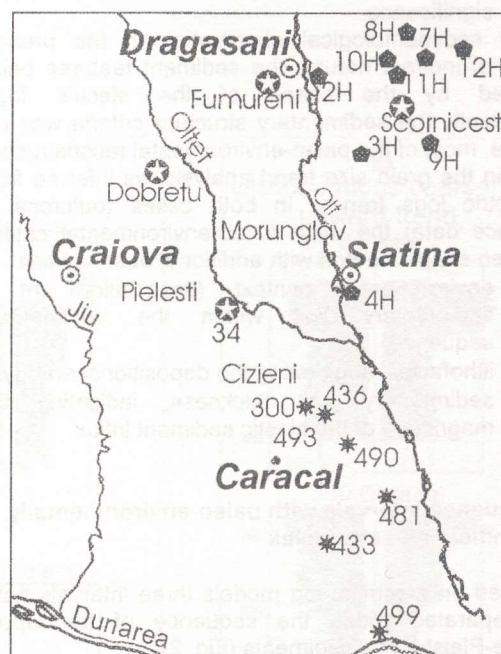 8H 7H
Dragasani
10H 12H
11H
Fumureni 2H
Scornicest
Oltet
3H
9H
Dobretu
Olt
Morunglav
Craiova
Slatina
Pielesti
4H
Jiu
34
Cizieni
436
300
493
490
Caracal
481
433
499
Dunarea